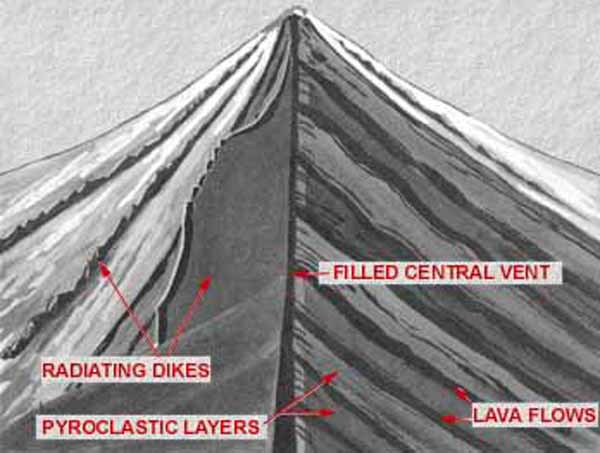 FILLED CENTRAL VENT
RADIATING DIKES
LAVA FLOWS
PYROCLASTIC LAYERS